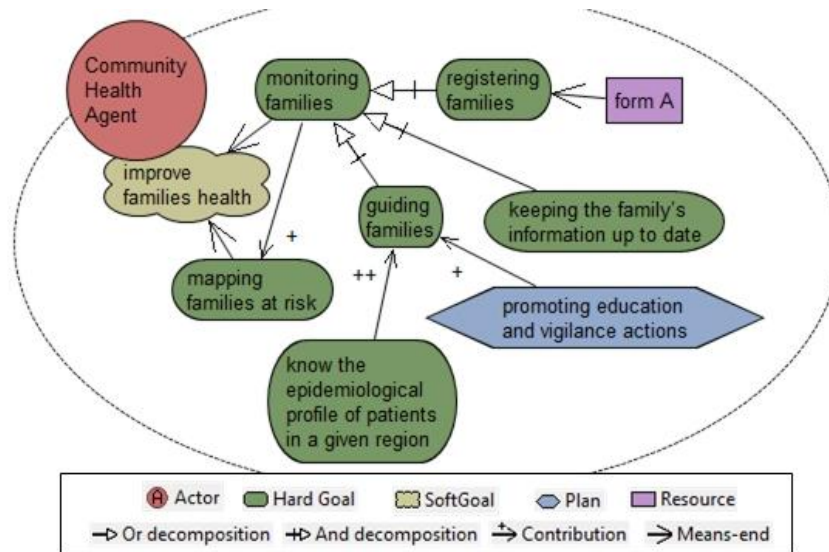 Community
Health
Agent
monitoring
families
registering
families
form A
improve
families health
guiding
families
keeping the family's
information up to date
+
mapping
families at risk
++
+
promoting education
and vigilance actions
know the
epidemiological
profile of patients
in a given region
A Actor Hard Goal SoftGoal Plan Resource
Or decomposition And decomposition + Contribution Means-end